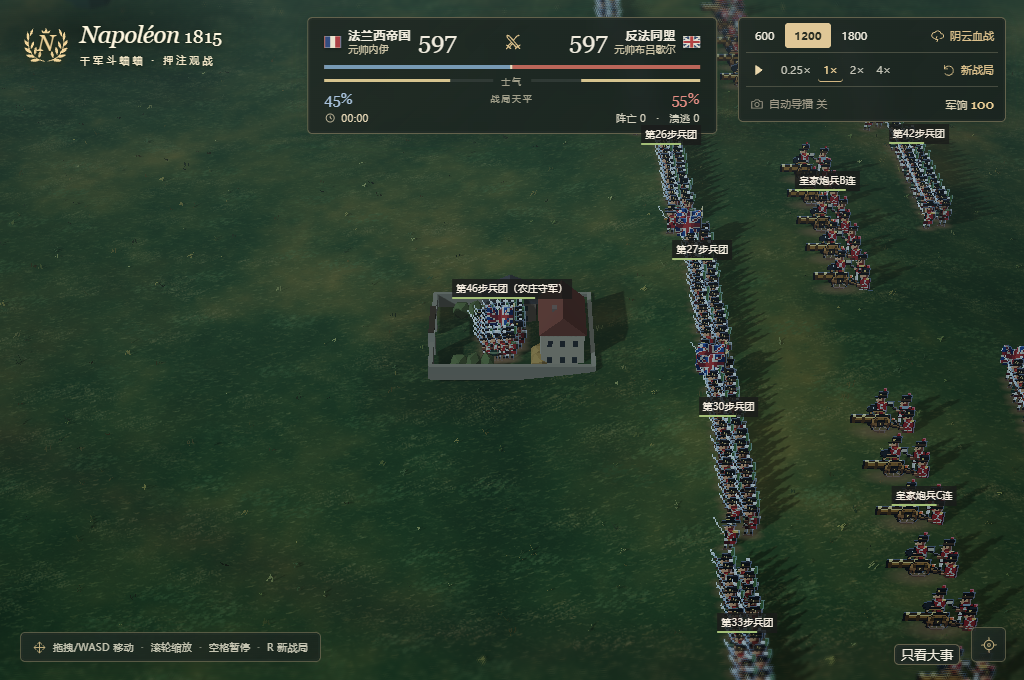 Napoléon 1815
千军斗蛐蛐 · 押注观战
法兰西帝国
元帅内伊
597
597
反法同盟
元帅布吕歇尔
士气
45%
战局天平
55%
00:00
阵亡 0 · 溃逃 0
600 1200 1800
阴云血战
0.25× 1× 2× 4×
新战局
自动导播 关
军饷 100
第26步兵团
第42步兵团
皇家炮兵B连
第27步兵团
第46步兵团（农庄守军）
第30步兵团
皇家炮兵C连
第33步兵团
拖拽/WASD 移动 · 滚轮缩放 · 空格暂停 · R 新战局
只看大事